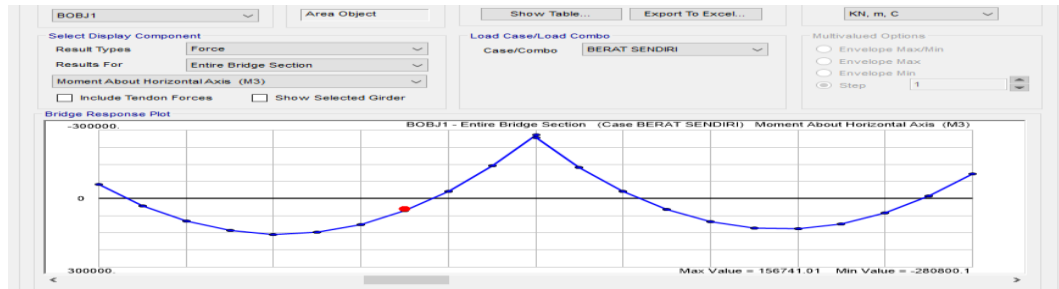 BOBJ1
Area Object
Show Table...
Export To Excel...
KN, m, C
Select Display Component
Result Types
Force
Results For
Entire Bridge Section
Moment About Horizontal Axis (M3)
Include Tendon Forces
Show Selected Girder
Load Case/Load Combo
Case/Combo
BERAT SENDIRI
Multivalued Options
Envelope Max/Min
Envelope Max
Envelope Min
Step
1
Bridge Response Plot
-300000.
BOBJ1 - Entire Bridge Section (Case BERAT SENDIRI) Moment About Horizontal Axis (M3)
0
300000.
Max Value = 156741.01 Min Value = -280800.1